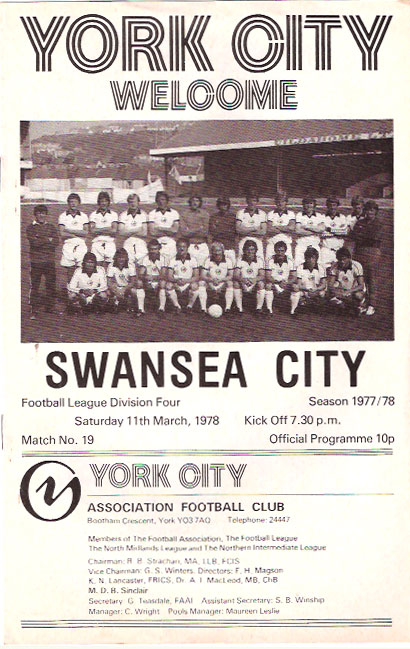 YORK CITY
WELCOME
SWANSEA CITY
Football League Division Four Season 1977/78
Saturday 11th March, 1978 Kick Off 7.30 p.m.
Match No. 19 Official Programme 10p
YORK CITY
ASSOCIATION FOOTBALL CLUB
Bootham Crescent, York YO3 7AQ Telephone: 24447
Members of The Football Association, The Football League
The North Midlands League and The Northern Intermediate League
Chairman: R. B. Strachan, MA, LLB, FCIS
Vice Chairman: G. S. Winters. Directors: F. H. Magson
K. N. Lancaster, FRICS, Dr. A. I. MacLeod, MB, ChB
M. D. B. Sinclair
Secretary: G. Teasdale, FAAI Assistant Secretary: S. B. Winship
Manager: C. Wright Pools Manager: Maureen Leslie